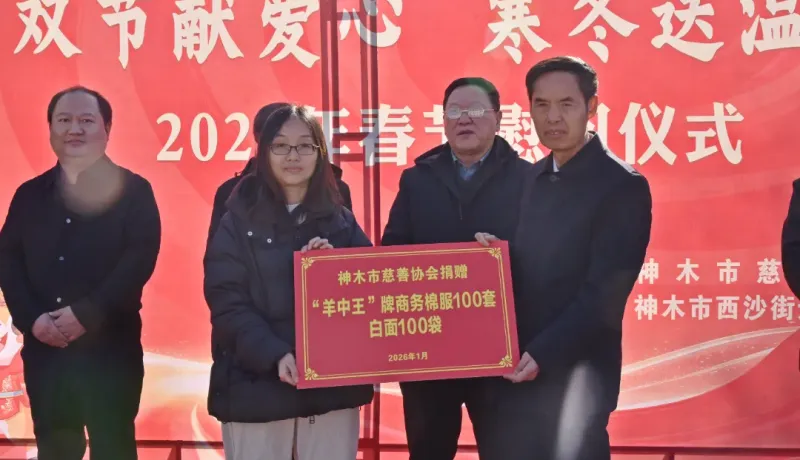 双节献爱心 寒冬送温
202 年春节慰 仪式
神木市慈
神木市西沙街
神木市慈善协会捐赠
“羊中王”牌商务棉服100套
白面100袋
2026年1月